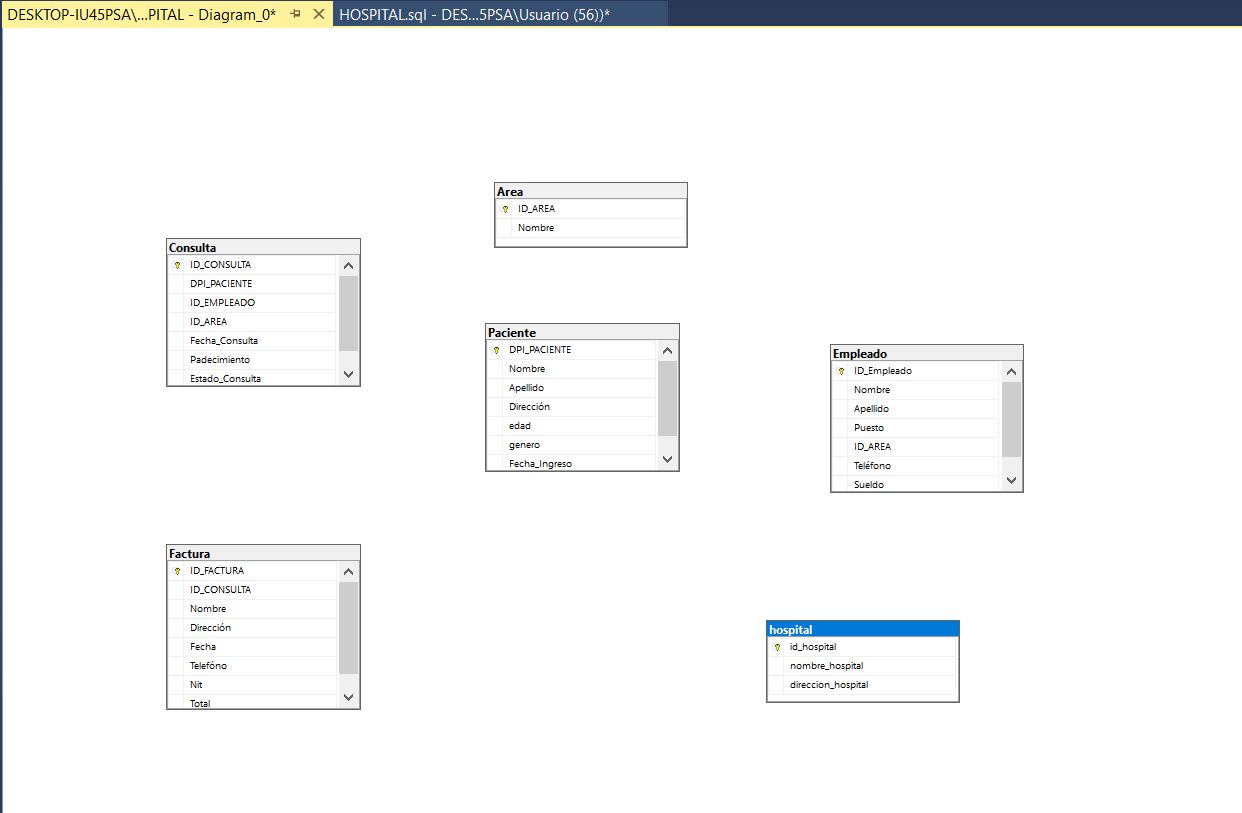 DESKTOP-IU45PSA\...PITAL - Diagram_0*
HOSPITAL.sql - DES...5PSA\Usuario (56))*
Area
ID_AREA
Nombre
Consulta
ID_CONSULTA
DPI_PACIENTE
ID_EMPLEADO
ID_AREA
Fecha_Consulta
Padecimiento
Estado_Consulta
Paciente
DPI_PACIENTE
Nombre
Apellido
Dirección
edad
genero
Fecha_Ingreso
Empleado
ID_Empleado
Nombre
Apellido
Puesto
ID_AREA
Teléfono
Sueldo
Factura
ID_FACTURA
ID_CONSULTA
Nombre
Dirección
Fecha
Telefóno
Nit
Total
hospital
id_hospital
nombre_hospital
direccion_hospital